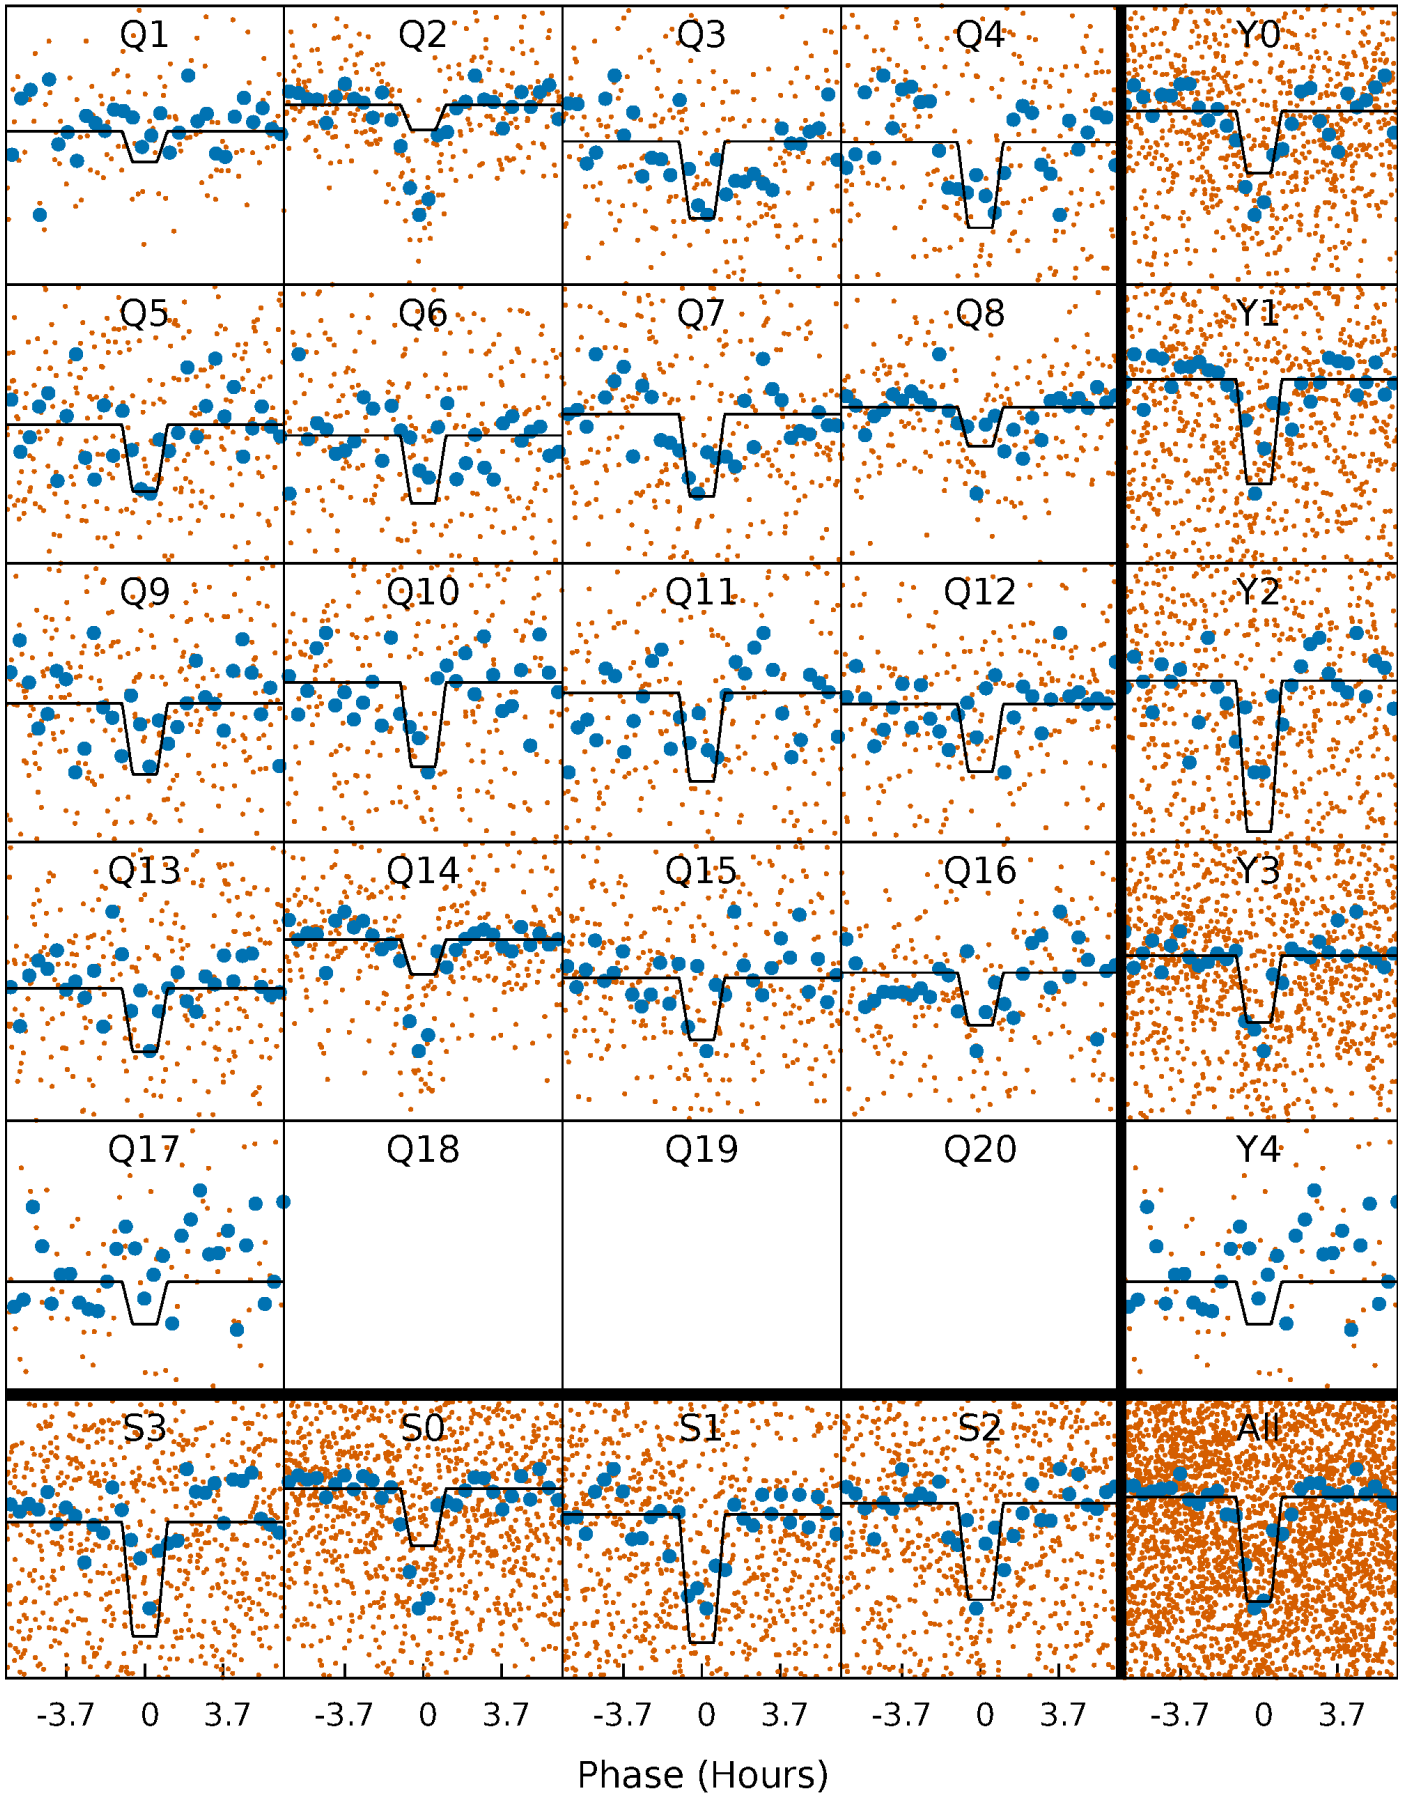 Q1 Q2 Q3 Q4 Y0
Q5 Q6 Q7 Q8 Y1
Q9 Q10 Q11 Q12 Y2
Q13 Q14 Q15 Q16 Y3
Q17 Q18 Q19 Q20 Y4
S3 S0 S1 S2 All
-3.7 0 3.7 -3.7 0 3.7 -3.7 0 3.7 -3.7 0 3.7 -3.7 0 3.7
Phase (Hours)